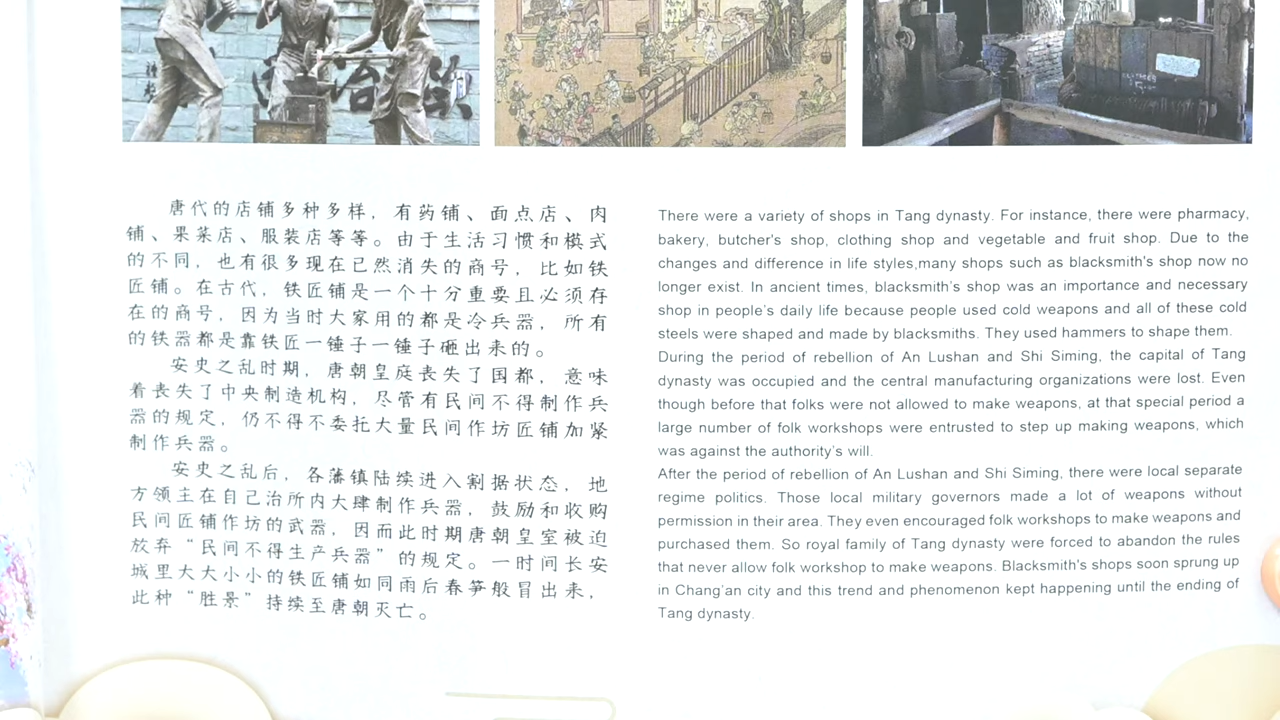 冶
唐代的店铺多种多样，有药铺、面点店、肉
铺、果菜店、服装店等等。由于生活习惯和模式
的不同，也有很多现在已然消失的商号，比如铁
匠铺。在古代，铁匠铺是一个十分重要且必须存
在的商号，因为当时大家用的都是冷兵器，所有
的铁器都是靠铁匠一锤子一锤子砸出来的。
安史之乱时期，唐朝皇庭丧失了国都，意味
着丧失了中央制造机构，尽管有民间不得制作兵
器的规定，仍不得不委托大量民间作坊匠铺加紧
制作兵器。
安史之乱后，各藩镇陆续进入割据状态，地
方领主在自己治所内大肆制作兵器，鼓励和收购
民间匠铺作坊的武器，因而此时期唐朝皇室被迫
放弃“民间不得生产兵器”的规定。一时间长安
城里大大小小的铁匠铺如同雨后春笋般冒出来，
此种“胜景”持续至唐朝灭亡。
There were a variety of shops in Tang dynasty. For instance, there were pharmacy,
bakery, butcher's shop, clothing shop and vegetable and fruit shop. Due to the
changes and difference in life styles,many shops such as blacksmith's shop now no
longer exist. In ancient times, blacksmith's shop was an importance and necessary
shop in people's daily life because people used cold weapons and all of these cold
steels were shaped and made by blacksmiths. They used hammers to shape them.
During the period of rebellion of An Lushan and Shi Siming, the capital of Tang
dynasty was occupied and the central manufacturing organizations were lost. Even
though before that folks were not allowed to make weapons, at that special period a
large number of folk workshops were entrusted to step up making weapons, which
was against the authority's will.
After the period of rebellion of An Lushan and Shi Siming, there were local separate
regime politics. Those local military governors made a lot of weapons without
permission in their area. They even encouraged folk workshops to make weapons and
purchased them. So royal family of Tang dynasty were forced to abandon the rules
that never allow folk workshop to make weapons. Blacksmith's shops soon sprung up
in Chang'an city and this trend and phenomenon kept happening until the ending of
Tang dynasty.